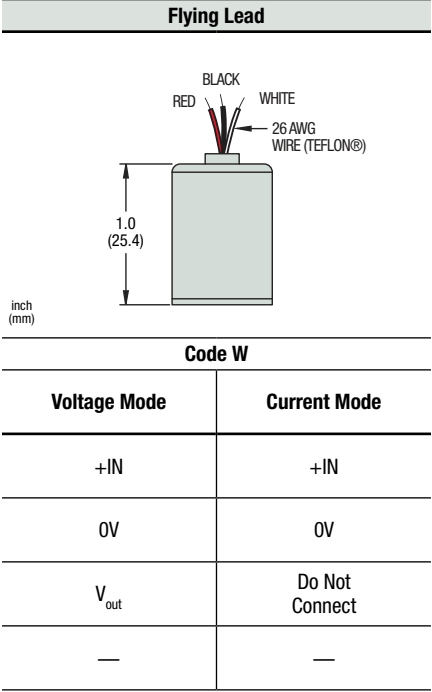 Flying Lead
BLACK
RED
WHITE
26 AWG
WIRE (TEFLON®)
1.0
(25.4)
inch
(mm)
Code W
Voltage Mode
Current Mode
+IN
+IN
0V
0V
Vout
Do Not
Connect
—
—